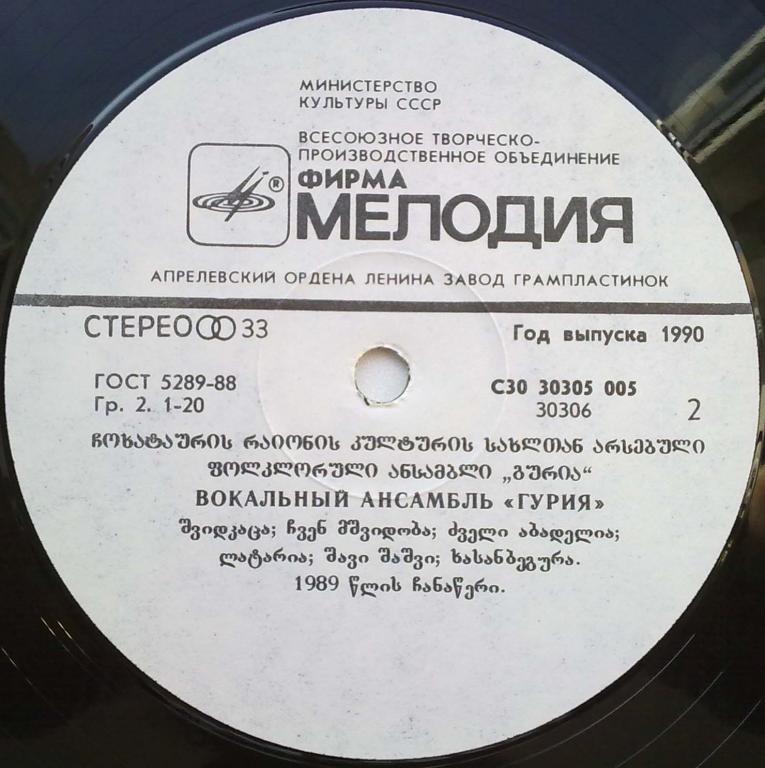 МИНИСТЕРСТВО
КУЛЬТУРЫ СССР
ВСЕСОЮЗНОЕ ТВОРЧЕСКО-
ПРОИЗВОДСТВЕННОЕ ОБЪЕДИНЕНИЕ
ФИРМА
®
МЕЛОДИЯ
АПРЕЛЕВСКИЙ ОРДЕНА ЛЕНИНА ЗАВОД ГРАМПЛАСТИНОК
СТЕРЕО 33
Год выпуска 1990
ГОСТ 5289-88
Гр. 2. 1-20
С30 30305 005
30306
2
ჩოხატაურის რაიონის კულტურის სახლთან არსებული
ფოლკლორული ანსამბლი „გურია“
ВОКАЛЬНЫЙ АНСАМБЛЬ «ГУРИЯ»
შვიდკაცა; ჩვენ მშვიდობა; ძველი აბადელია;
ლატარია; შავი შაშვი; ხასანბეგურა.
1989 წლის ჩანაწერი.